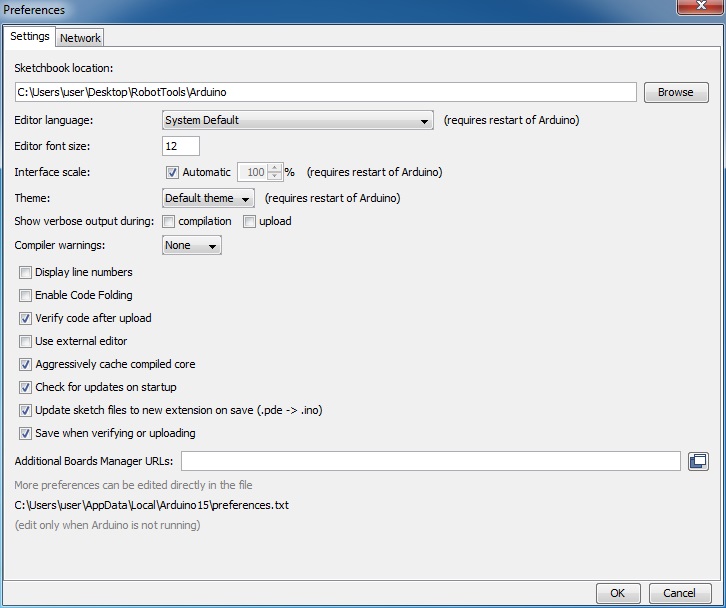 Preferences
Settings Network
Sketchbook location:
C:\Users\user\Desktop\RobotTools\Arduino Browse
Editor language: System Default (requires restart of Arduino)
Editor font size: 12
Interface scale: Automatic 100 % (requires restart of Arduino)
Theme: Default theme (requires restart of Arduino)
Show verbose output during: compilation upload
Compiler warnings: None
Display line numbers
Enable Code Folding
Verify code after upload
Use external editor
Aggressively cache compiled core
Check for updates on startup
Update sketch files to new extension on save (.pde -> .ino)
Save when verifying or uploading
Additional Boards Manager URLs:
More preferences can be edited directly in the file
C:\Users\user\AppData\Local\Arduino15\preferences.txt
(edit only when Arduino is not running)
OK Cancel